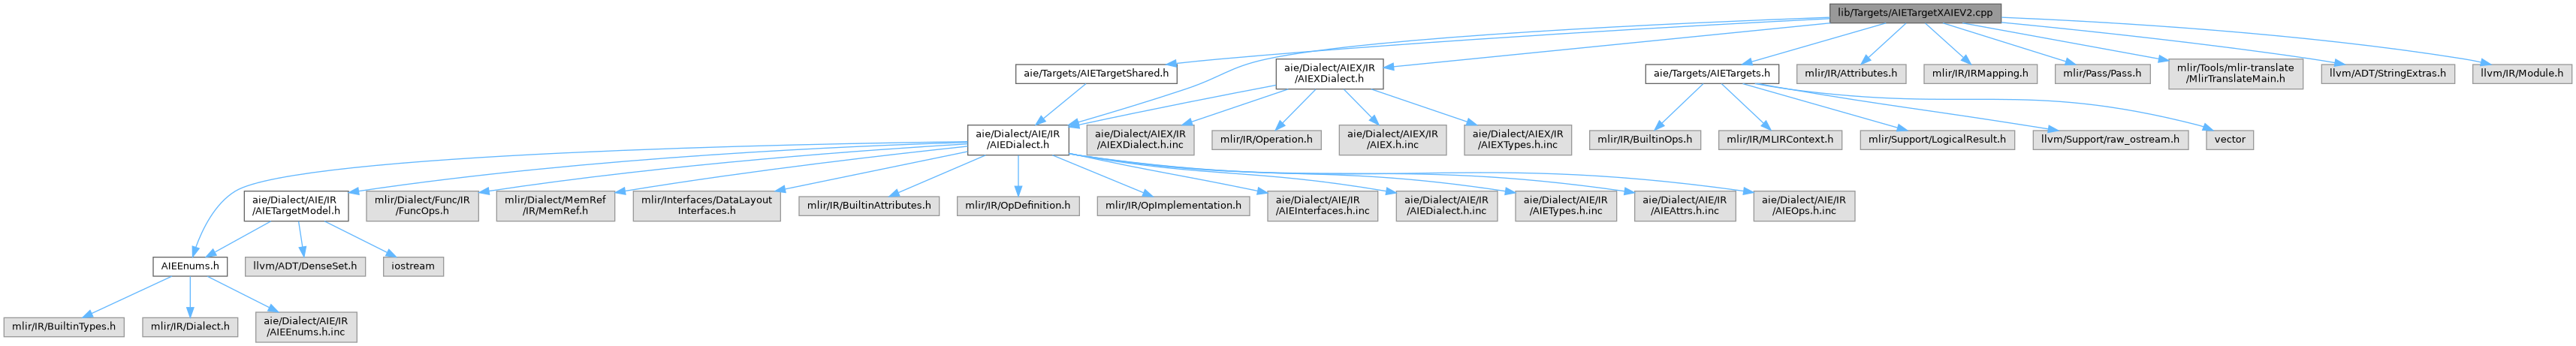 lib/Targets/AIETargetXAIEV2.cpp
aie/Targets/AIETargetShared.h
aie/Dialect/AIEX/IR
/AIEXDialect.h
aie/Targets/AIETargets.h
mlir/IR/Attributes.h
mlir/IR/IRMapping.h
mlir/Pass/Pass.h
mlir/Tools/mlir-translate
/MlirTranslateMain.h
llvm/ADT/StringExtras.h
llvm/IR/Module.h
aie/Dialect/AIE/IR
/AIEDialect.h
aie/Dialect/AIEX/IR
/AIEXDialect.h.inc
mlir/IR/Operation.h
aie/Dialect/AIEX/IR
/AIEX.h.inc
aie/Dialect/AIEX/IR
/AIEXTypes.h.inc
mlir/IR/BuiltinOps.h
mlir/IR/MLIRContext.h
mlir/Support/LogicalResult.h
llvm/Support/raw_ostream.h
vector
aie/Dialect/AIE/IR
/AIETargetModel.h
mlir/Dialect/Func/IR
/FuncOps.h
mlir/Dialect/MemRef
/IR/MemRef.h
mlir/Interfaces/DataLayout
Interfaces.h
mlir/IR/BuiltinAttributes.h
mlir/IR/OpDefinition.h
mlir/IR/OpImplementation.h
aie/Dialect/AIE/IR
/AIEInterfaces.h.inc
aie/Dialect/AIE/IR
/AIEDialect.h.inc
aie/Dialect/AIE/IR
/AIETypes.h.inc
aie/Dialect/AIE/IR
/AIEAttrs.h.inc
aie/Dialect/AIE/IR
/AIEOps.h.inc
AIEEnums.h
llvm/ADT/DenseSet.h
iostream
mlir/IR/BuiltinTypes.h
mlir/IR/Dialect.h
aie/Dialect/AIE/IR
/AIEEnums.h.inc